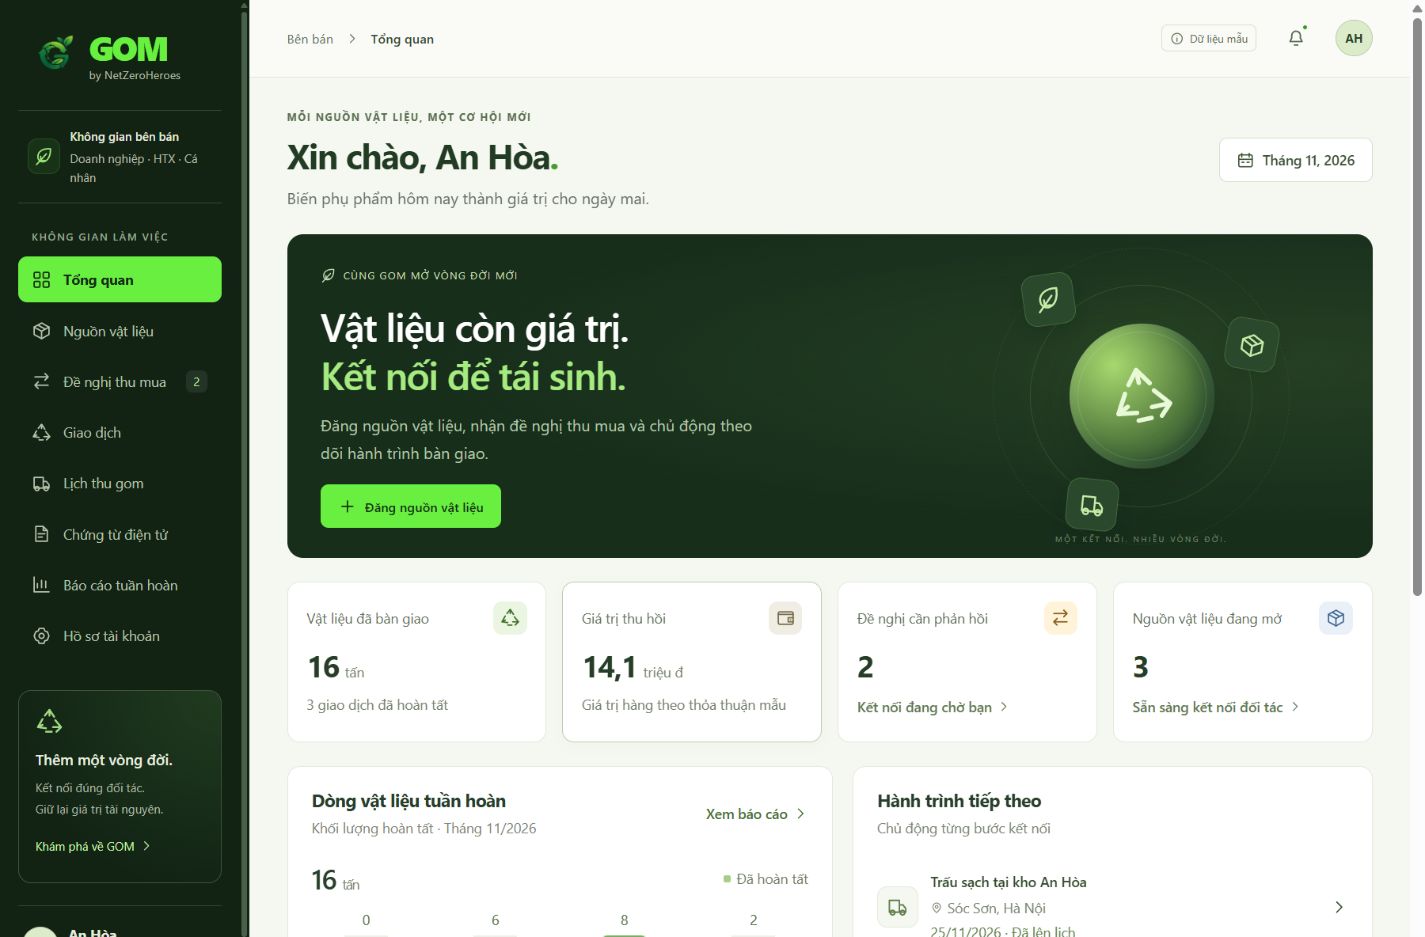 GOM
by NetZeroHeroes
Không gian bên bán
Doanh nghiệp · HTX · Cá
nhân
KHÔNG GIAN LÀM VIỆC
Tổng quan
Nguồn vật liệu
Đề nghị thu mua 2
Giao dịch
Lịch thu gom
Chứng từ điện tử
Báo cáo tuần hoàn
Hồ sơ tài khoản
Thêm một vòng đời.
Kết nối đúng đối tác.
Giữ lại giá trị tài nguyên.
Khám phá về GOM
An Hòa
Bên bán
Tổng quan
Dữ liệu mẫu
AH
MỖI NGUỒN VẬT LIỆU, MỘT CƠ HỘI MỚI
Xin chào, An Hòa.
Biến phụ phẩm hôm nay thành giá trị cho ngày mai.
Tháng 11, 2026
CÙNG GOM MỞ VÒNG ĐỜI MỚI
Vật liệu còn giá trị.
Kết nối để tái sinh.
Đăng nguồn vật liệu, nhận đề nghị thu mua và chủ động theo
dõi hành trình bàn giao.
Đăng nguồn vật liệu
MỘT KẾT NỐI. NHIỀU VÒNG ĐỜI.
Vật liệu đã bàn giao
16 tấn
3 giao dịch đã hoàn tất
Giá trị thu hồi
14,1 triệu đ
Giá trị hàng theo thỏa thuận mẫu
Đề nghị cần phản hồi
2
Kết nối đang chờ bạn
Nguồn vật liệu đang mở
3
Sẵn sàng kết nối đối tác
Dòng vật liệu tuần hoàn
Khối lượng hoàn tất · Tháng 11/2026
Xem báo cáo
16 tấn
Đã hoàn tất
0 6 8 2
Hành trình tiếp theo
Chủ động từng bước kết nối
Trấu sạch tại kho An Hòa
Sóc Sơn, Hà Nội
25/11/2026 · Đã lên lịch